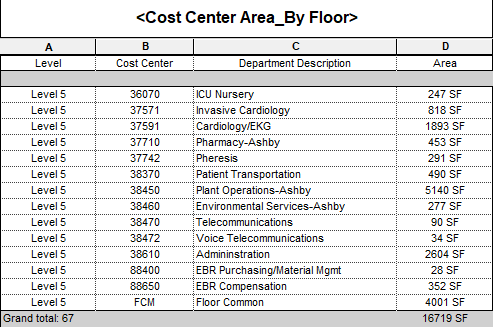 <Cost Center Area_By Floor>
A B C D
Level Cost Center Department Description Area
Level 5 36070 ICU Nursery 247 SF
Level 5 37571 Invasive Cardiology 818 SF
Level 5 37591 Cardiology/EKG 1893 SF
Level 5 37710 Pharmacy-Ashby 453 SF
Level 5 37742 Pheresis 291 SF
Level 5 38370 Patient Transportation 490 SF
Level 5 38450 Plant Operations-Ashby 5140 SF
Level 5 38460 Environmental Services-Ashby 277 SF
Level 5 38470 Telecommunications 90 SF
Level 5 38472 Voice Telecommunications 34 SF
Level 5 38610 Admininstration 2604 SF
Level 5 88400 EBR Purchasing/Material Mgmt 28 SF
Level 5 88650 EBR Compensation 352 SF
Level 5 FCM Floor Common 4001 SF
Grand total: 67 16719 SF